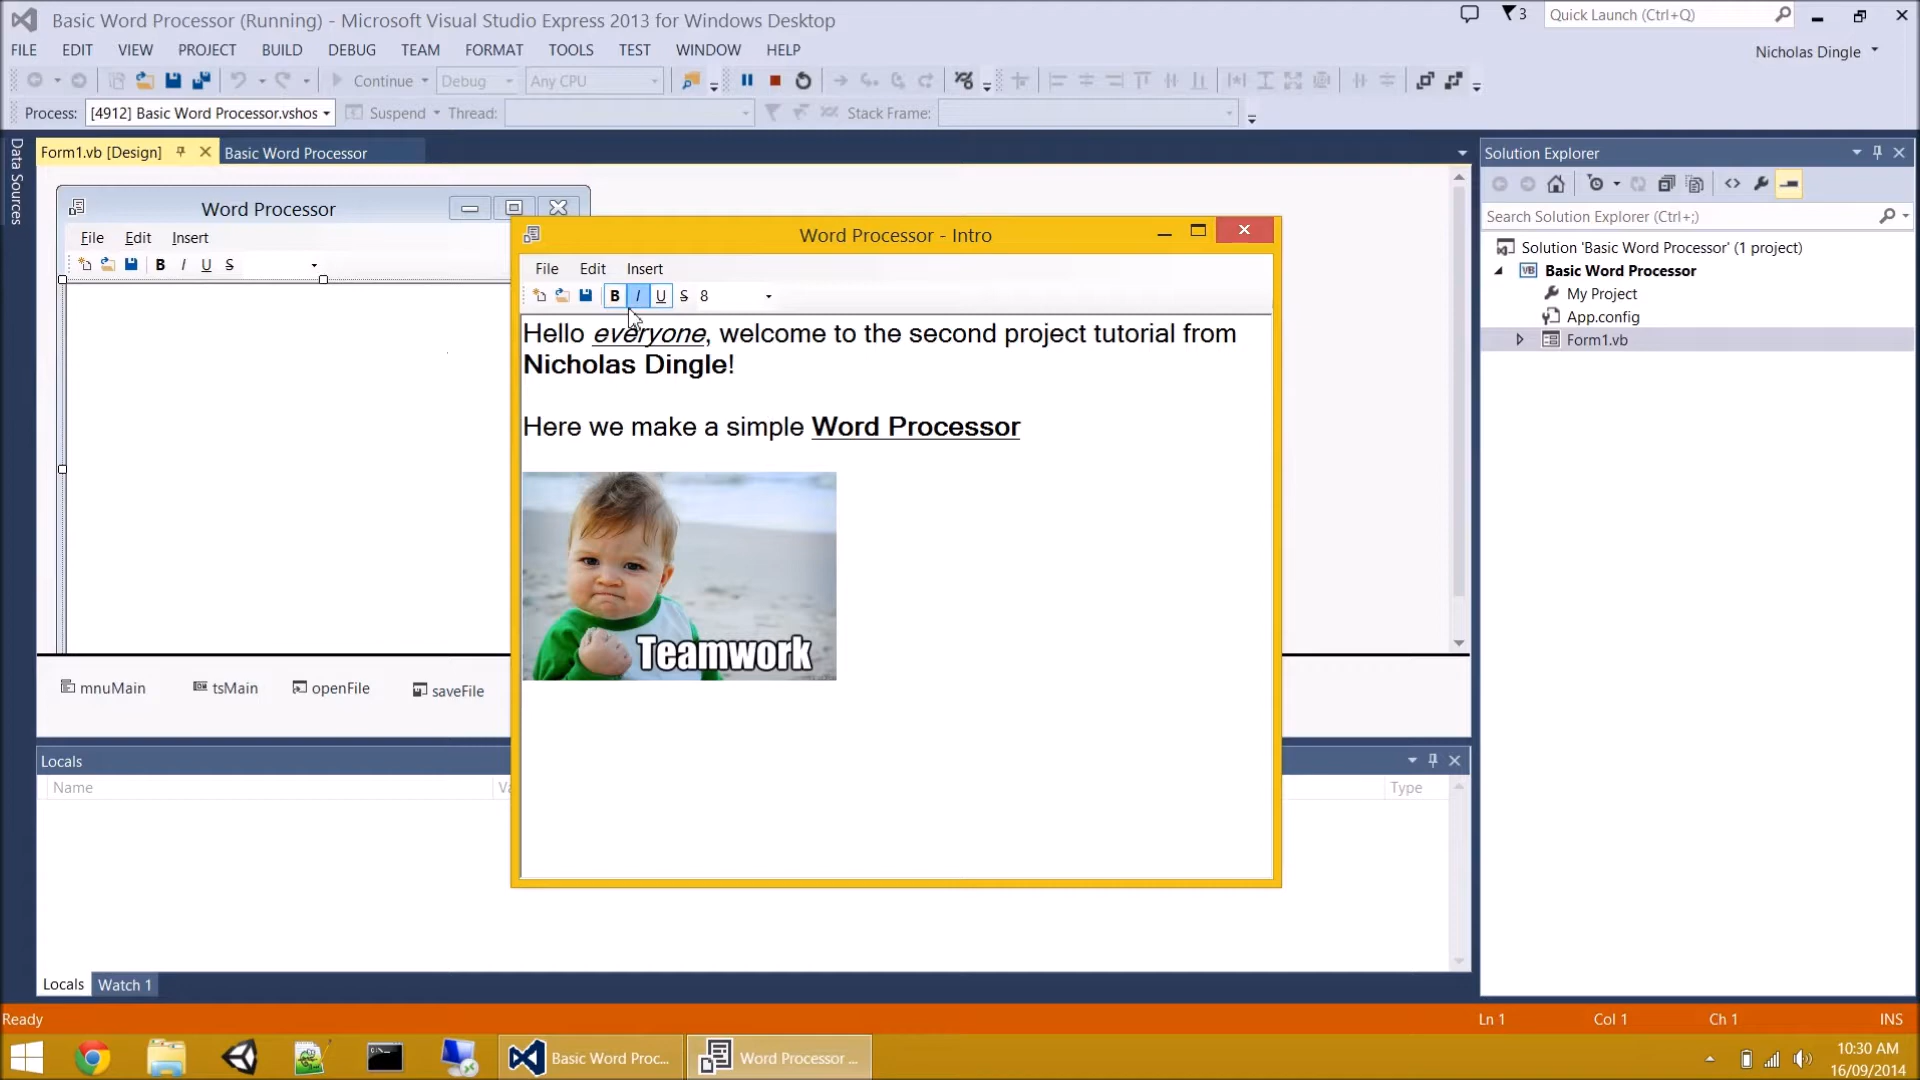 Basic Word Processor (Running) - Microsoft Visual Studio Express 2013 for Windows Desktop
3
Quick Launch (Ctrl+Q)
FILE EDIT VIEW PROJECT BUILD DEBUG TEAM FORMAT TOOLS TEST WINDOW HELP
Nicholas Dingle
Continue Debug Any CPU
Process: [4912] Basic Word Processor.vshos Suspend Thread: Stack Frame:
Data Sources
Form1.vb [Design] Basic Word Processor
Word Processor
File Edit Insert
B I U S
Word Processor - Intro
File Edit Insert
B I U S 8
Hello everyone, welcome to the second project tutorial from
Nicholas Dingle!
Here we make a simple Word Processor
Teamwork
mnuMain tsMain openFile saveFile
Locals
Name Type
Locals Watch 1
Solution Explorer
Search Solution Explorer (Ctrl+;)
Solution 'Basic Word Processor' (1 project)
VB Basic Word Processor
My Project
App.config
Form1.vb
Ready Ln 1 Col 1 Ch 1 INS
Basic Word Proc... Word Processor ...
10:30 AM
16/09/2014